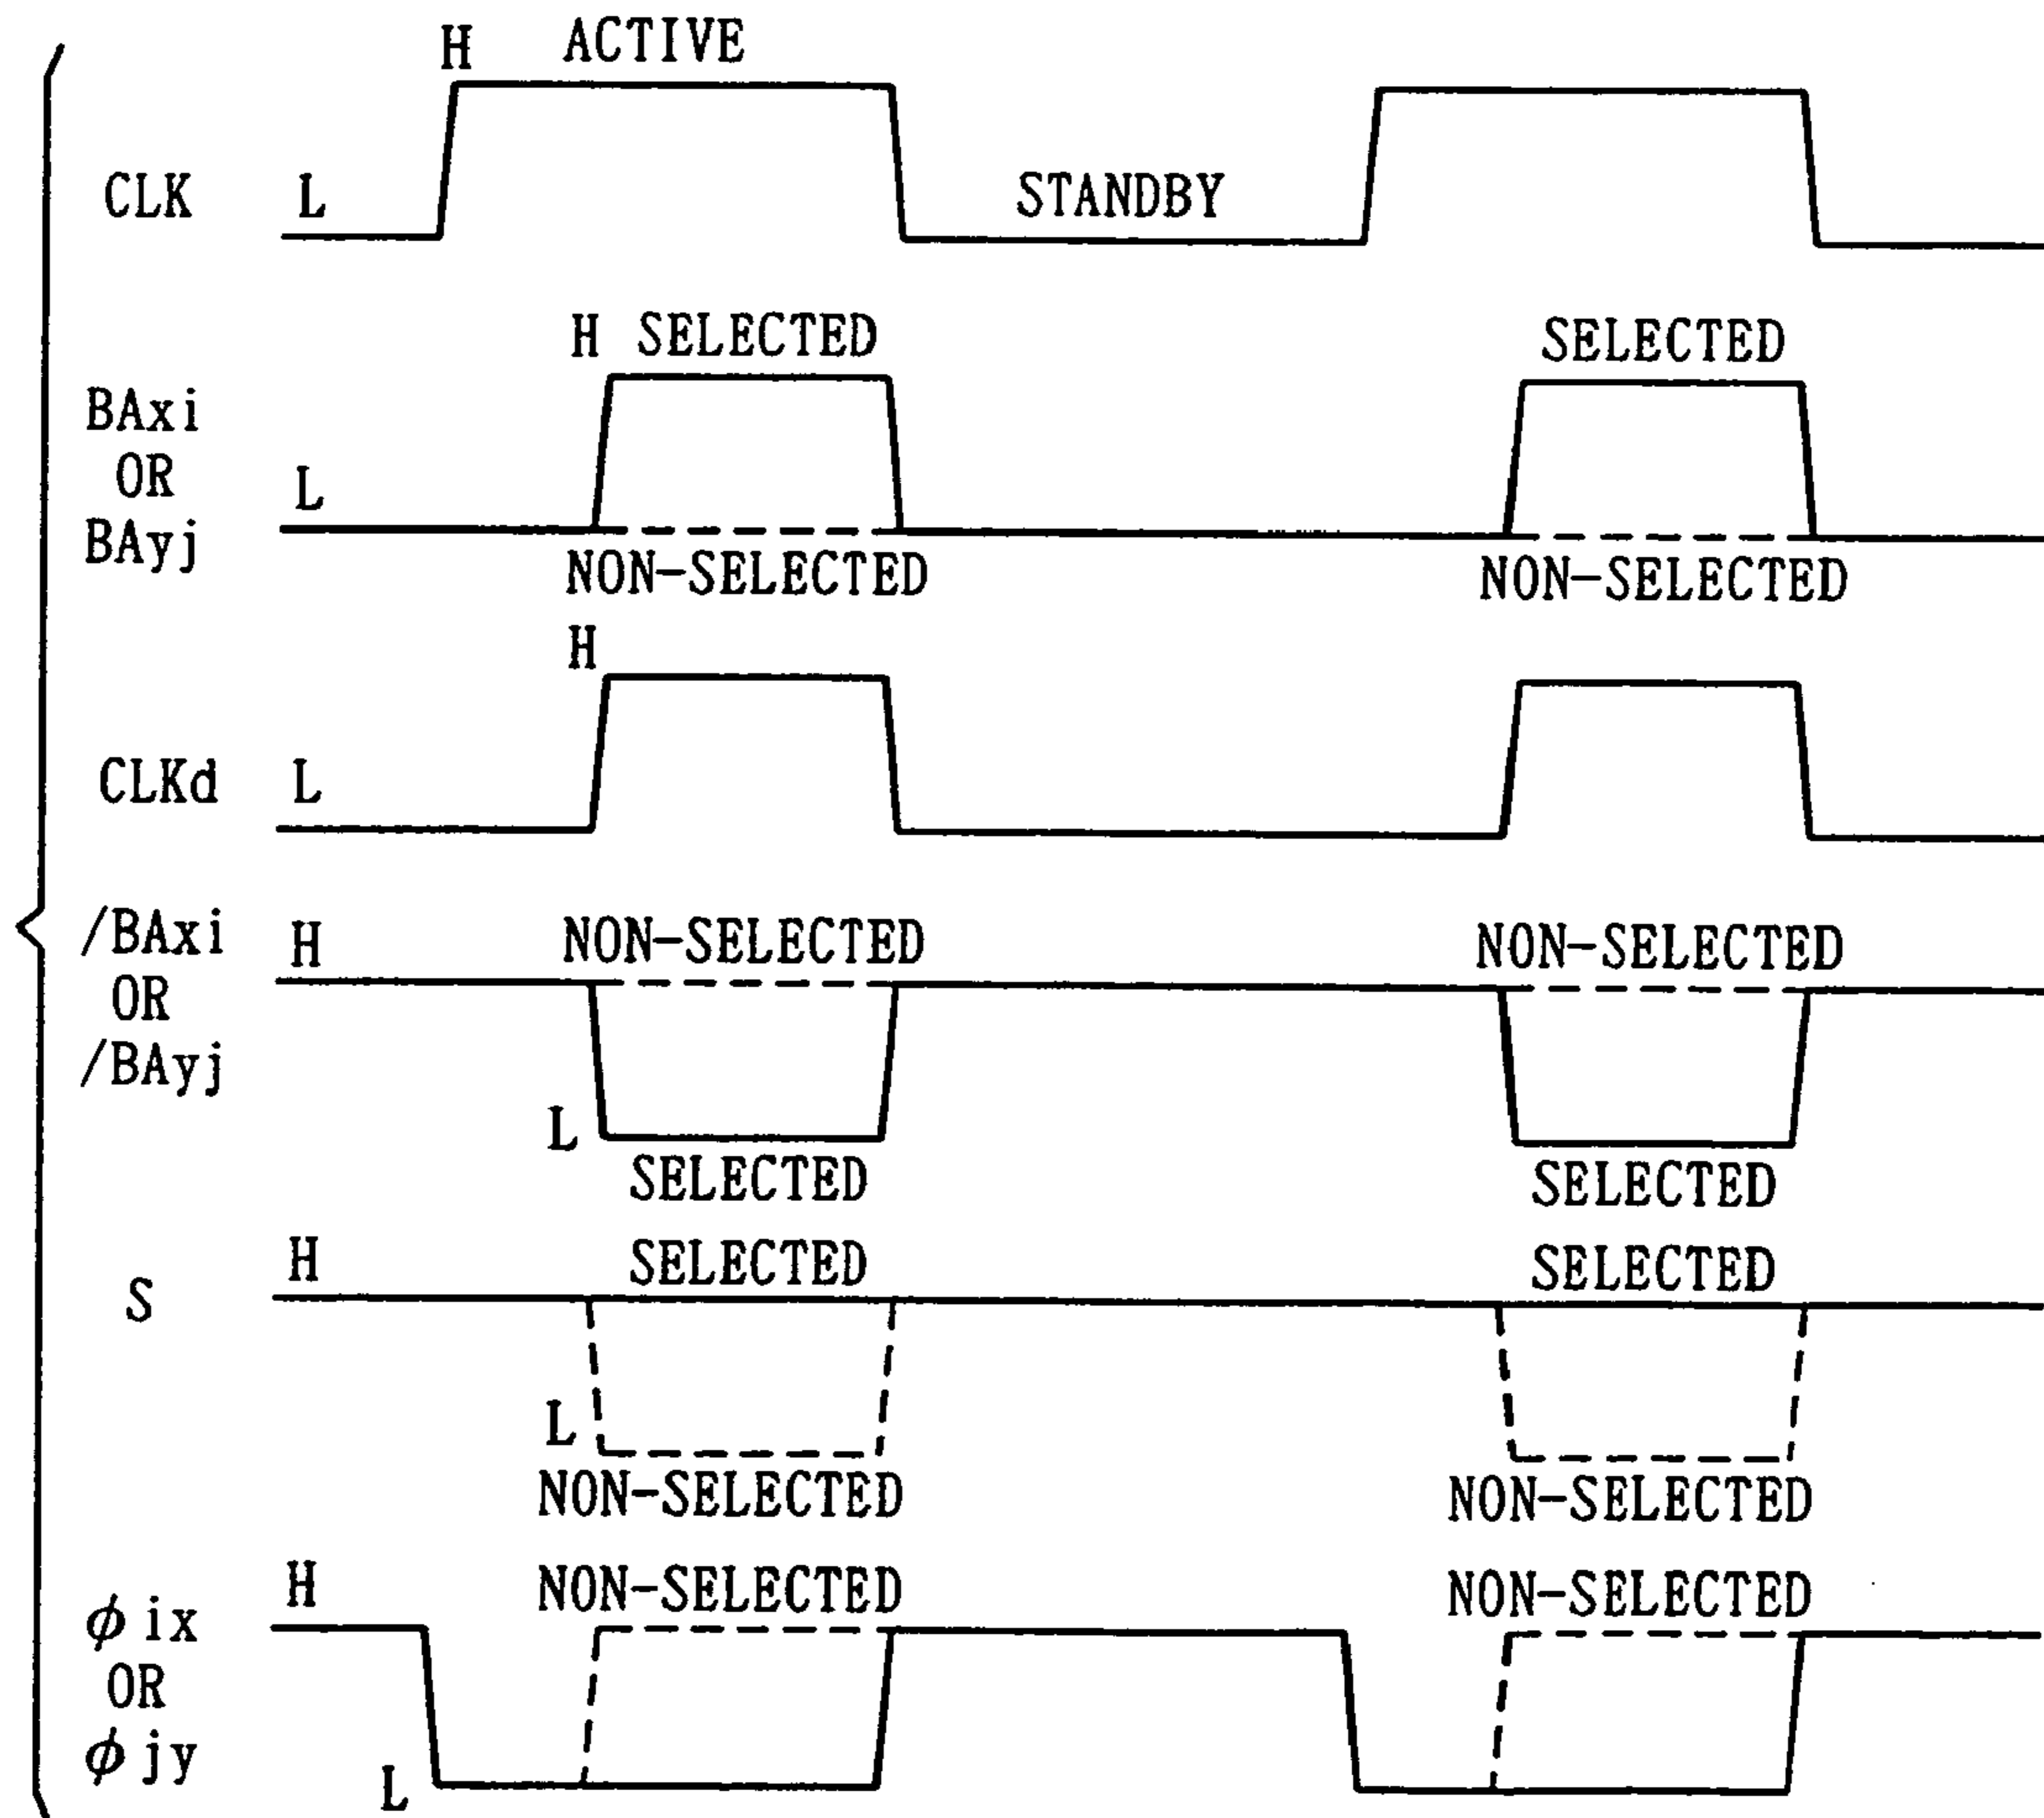 H ACTIVE
CLK L STANDBY
H SELECTED SELECTED
BAxi
OR
L
BAyj
NON-SELECTED NON-SELECTED
H
CLKd L
/BAxi H NON-SELECTED NON-SELECTED
OR
/BAyj
L
SELECTED SELECTED
H SELECTED SELECTED
S
L
NON-SELECTED NON-SELECTED
H NON-SELECTED NON-SELECTED
ϕix
OR
ϕjy
L